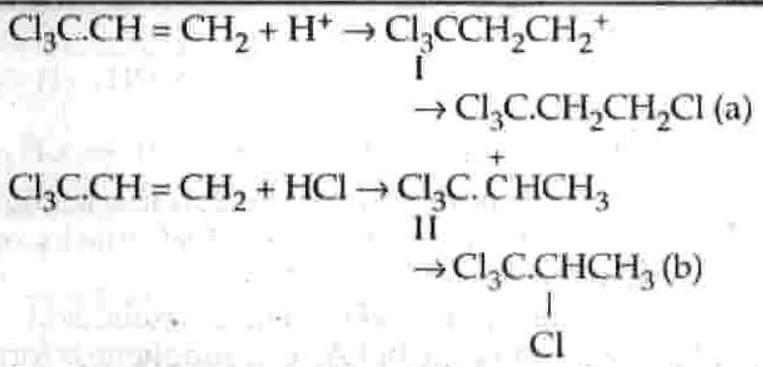 Cl₃C.CH = CH₂ + H⁺ → Cl₃CCH₂CH₂⁺
I
→ Cl₃C.CH₂CH₂Cl (a)
+
Cl₃C.CH = CH₂ + HCl → Cl₃C.CHCH₃
II
→ Cl₃C.CHCH₃ (b)
Cl